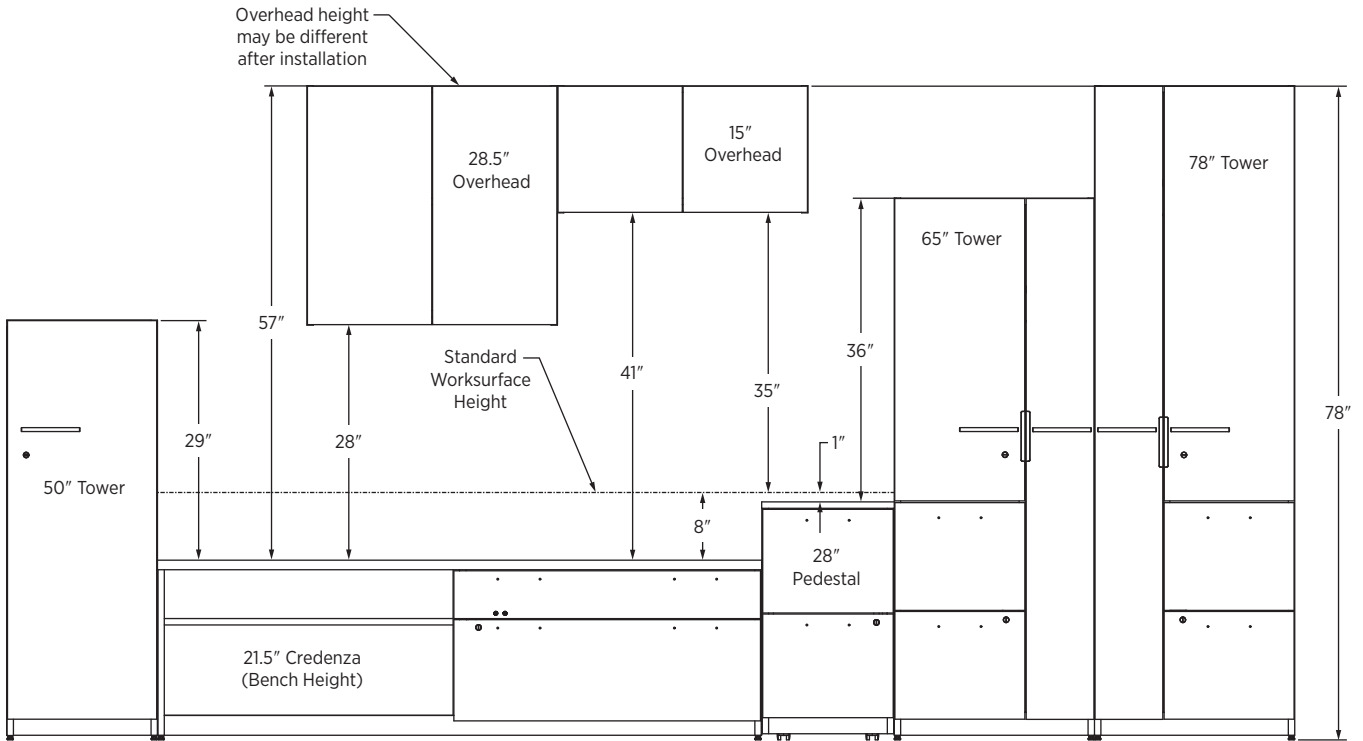 Overhead height
may be different
after installation
28.5″
Overhead
15″
Overhead
78″ Tower
65″ Tower
57″
Standard
Worksurface
Height
41″
35″
36″
78″
29″
28″
1″
50″ Tower
8″
28″
Pedestal
21.5″ Credenza
(Bench Height)